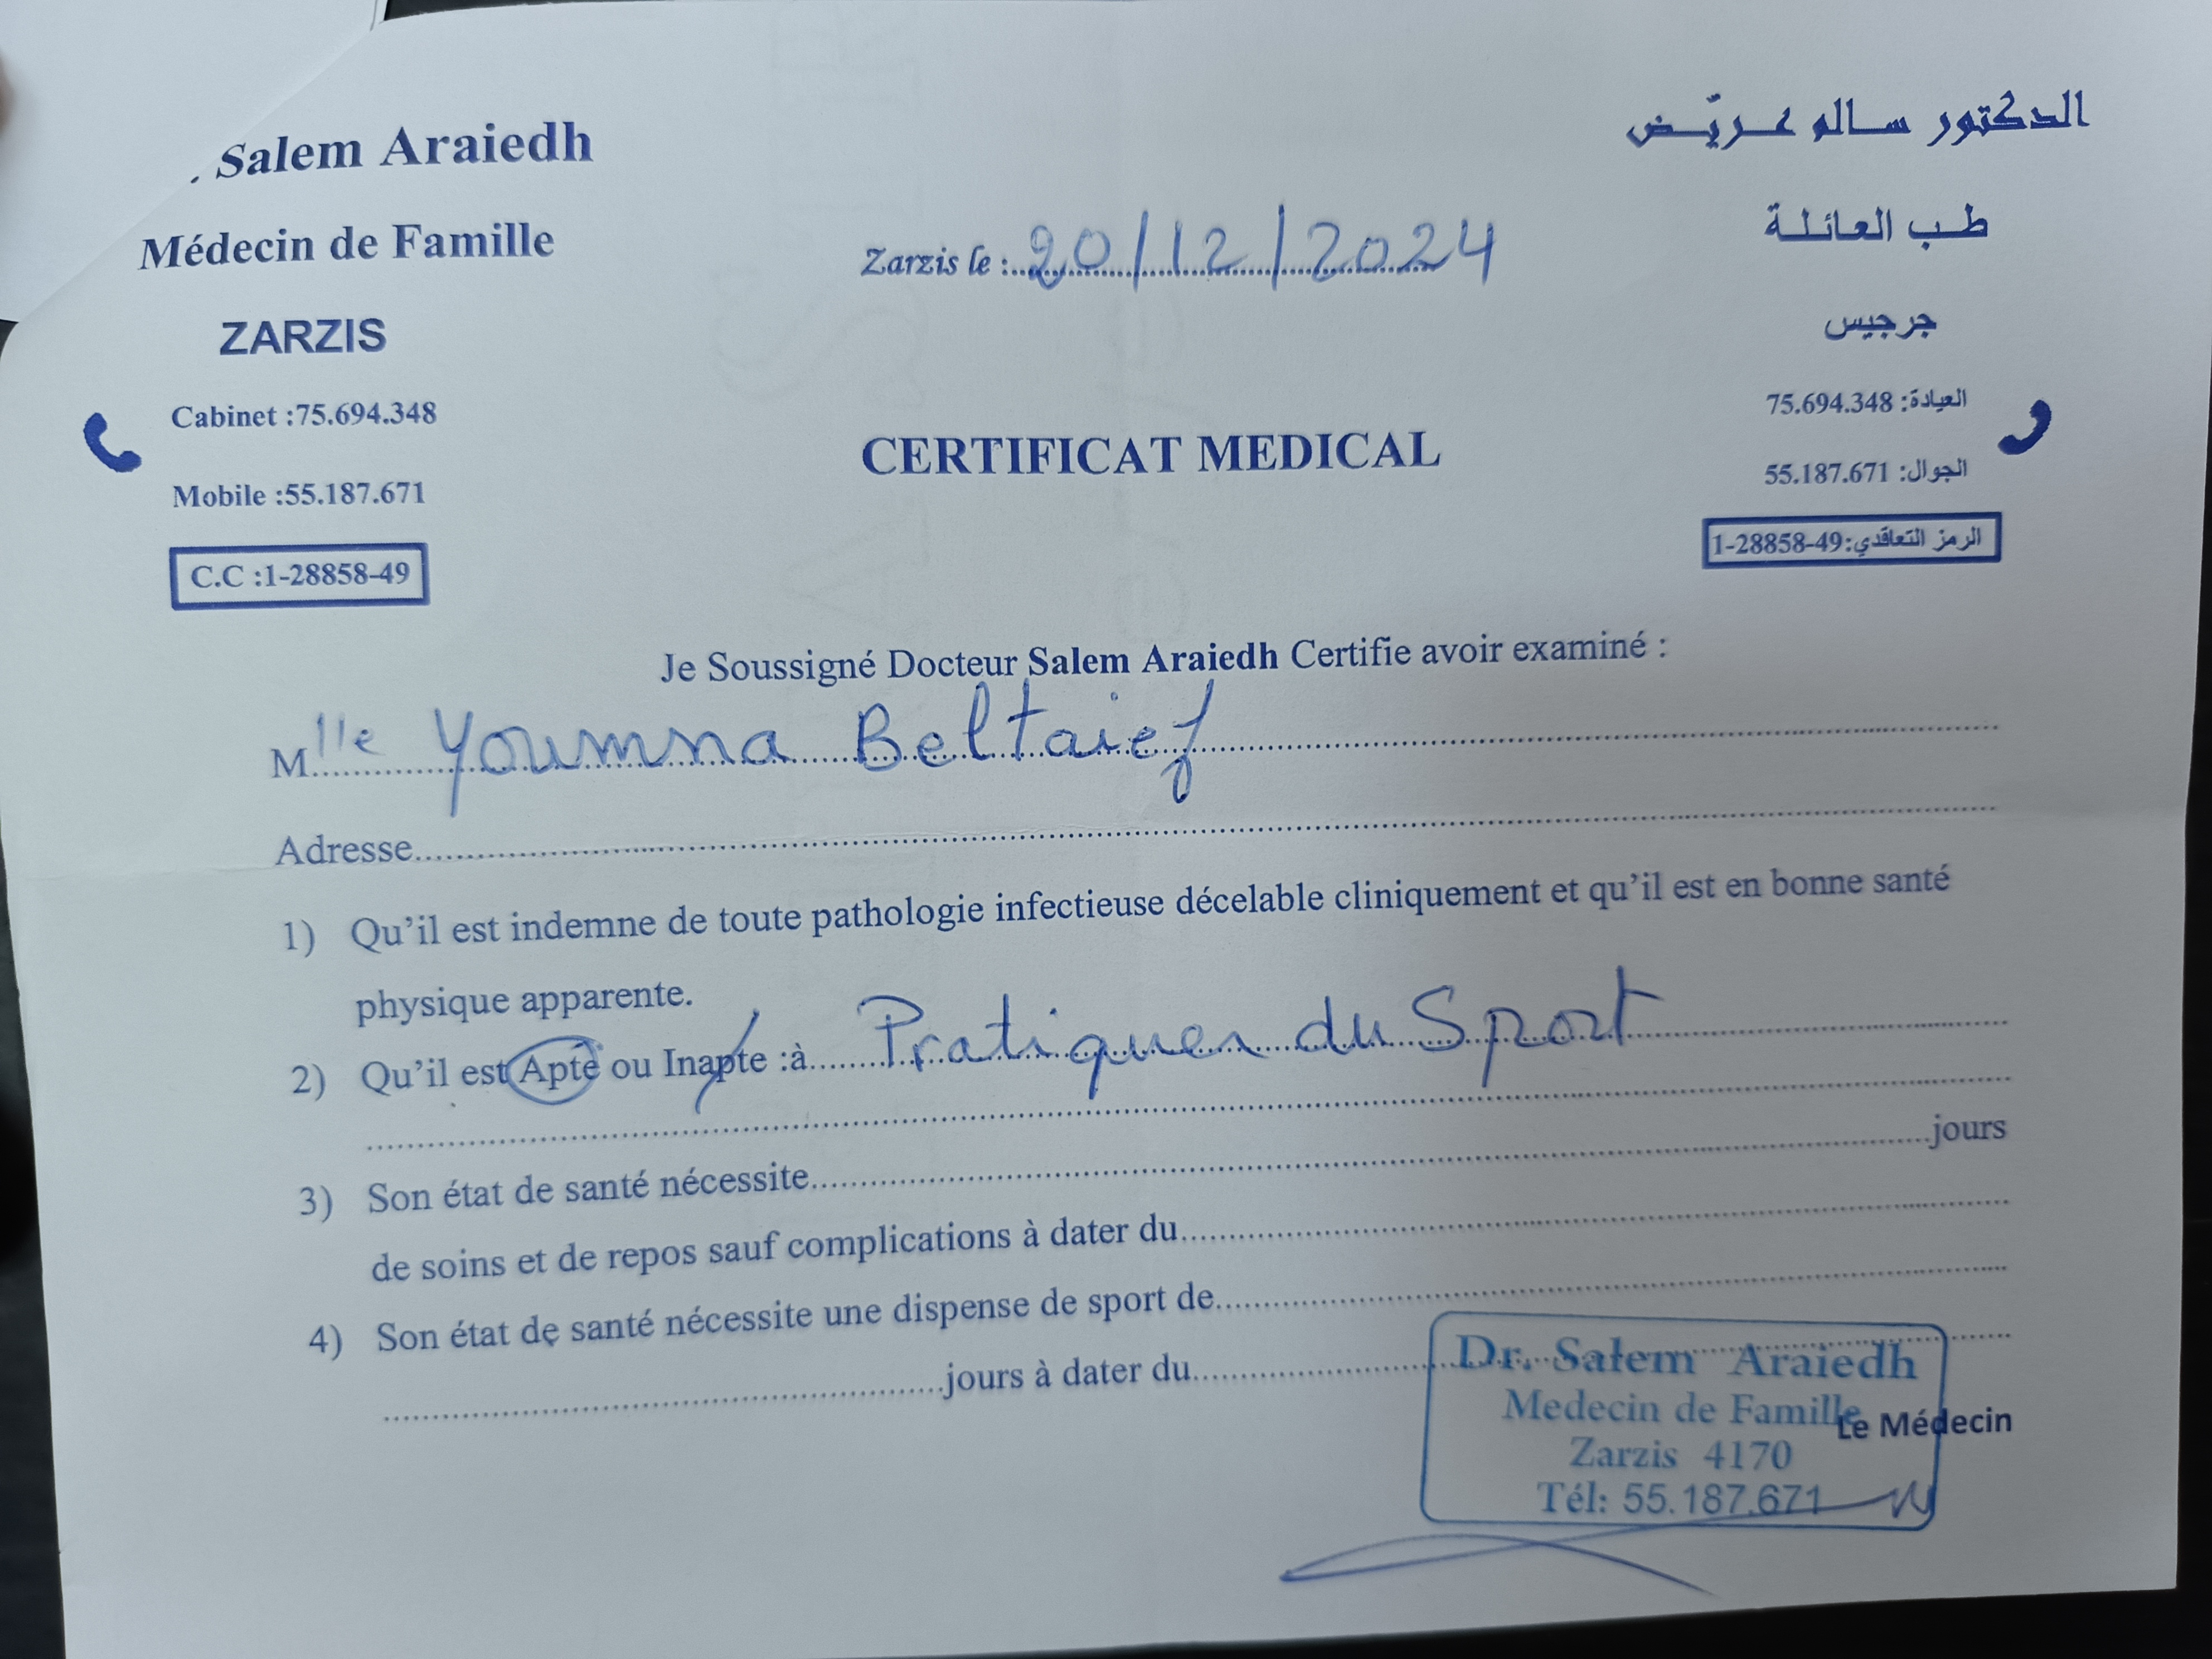 . Salem Araiedh
Médecin de Famille
ZARZIS
Cabinet :75.694.348
Mobile :55.187.671
C.C :1-28858-49
Zarzis le :..20/12/2024
الدكتور سالم عريّض
طب العائلة
جرجيس
العيادة: 75.694.348
الجوال: 55.187.671
الرمز التعاقدي:49-28858-1
CERTIFICAT MEDICAL
Je Soussigné Docteur Salem Araiedh Certifie avoir examiné :
Mlle Youmna Beltaief
Adresse
1) Qu'il est indemne de toute pathologie infectieuse décelable cliniquement et qu'il est en bonne santé
physique apparente.
2) Qu'il est Apte ou Inapte :à Pratiquer du Sport
3) Son état de santé nécessite jours
de soins et de repos sauf complications à dater du
4) Son état de santé nécessite une dispense de sport de
jours à dater du
Le Médecin
Dr. Salem Araiedh
Medecin de Famille
Zarzis 4170
Tél: 55.187.671